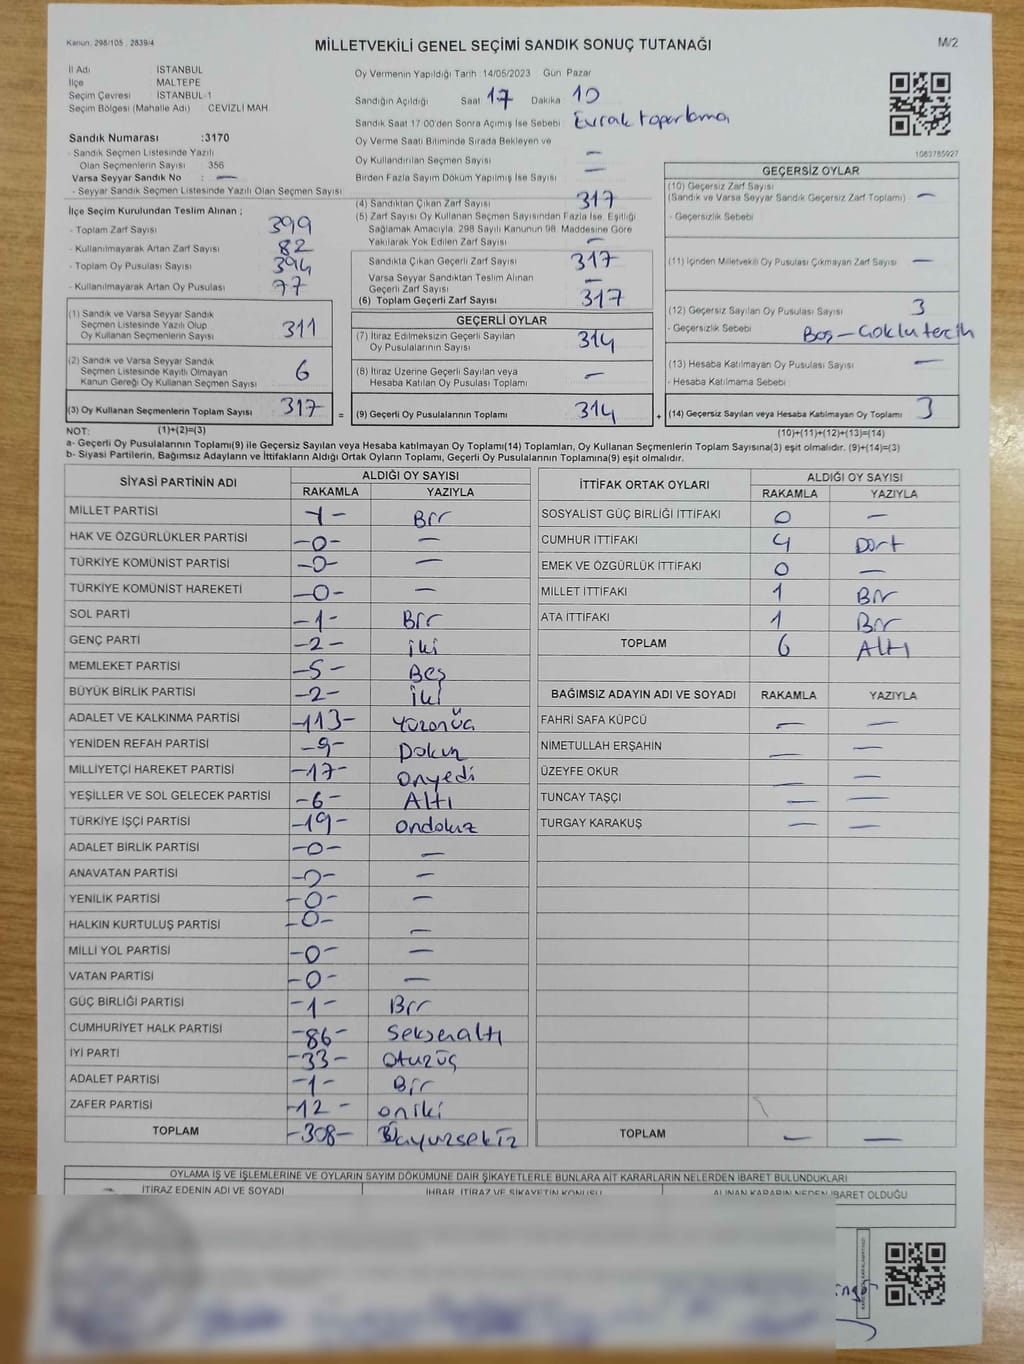 Kanun: 298/105 , 2839/4
MİLLETVEKİLİ GENEL SEÇİMİ SANDIK SONUÇ TUTANAĞI
M/2
İl Adı : İSTANBUL
İlçe : MALTEPE
Seçim Çevresi : İSTANBUL-1
Seçim Bölgesi (Mahalle Adı) : CEVİZLİ MAH
Sandık Numarası :3170
- Sandık Seçmen Listesinde Yazılı
Olan Seçmenlerin Sayısı : 356
Varsa Seyyar Sandık No : —
- Seyyar Sandık Seçmen Listesinde Yazılı Olan Seçmen Sayısı
Oy Vermenin Yapıldığı Tarih : 14/05/2023 Gün Pazar
Sandığın Açıldığı Saat 17 Dakika 10
Sandık Saat 17:00'den Sonra Açılmış İse Sebebi : Evrak toparlama
Oy Verme Saati Bitiminde Sırada Bekleyen ve
Oy Kullandırılan Seçmen Sayısı —
Birden Fazla Sayım Döküm Yapılmış İse Sayısı —
1063785927
İlçe Seçim Kurulundan Teslim Alınan ;
- Toplam Zarf Sayısı : 399
- Kullanılmayarak Artan Zarf Sayısı : 82
- Toplam Oy Pusulası Sayısı : 394
- Kullanılmayarak Artan Oy Pusulası : 77
(1) Sandık ve Varsa Seyyar Sandık
Seçmen Listesinde Yazılı Olup
Oy Kullanan Seçmenlerin Sayısı 311
(2) Sandık ve Varsa Seyyar Sandık
Seçmen Listesinde Kayıtlı Olmayan
Kanun Gereği Oy Kullanan Seçmen Sayısı 6
(3) Oy Kullanan Seçmenlerin Toplam Sayısı 317 =
(4) Sandıktan Çıkan Zarf Sayısı 317
(5) Zarf Sayısı Oy Kullanan Seçmen Sayısından Fazla İse, Eşitliği
Sağlamak Amacıyla, 298 Sayılı Kanunun 98. Maddesine Göre
Yakılarak Yok Edilen Zarf Sayısı —
Sandıkta Çıkan Geçerli Zarf Sayısı 317
Varsa Seyyar Sandıktan Teslim Alınan
Geçerli Zarf Sayısı —
(6) Toplam Geçerli Zarf Sayısı 317
GEÇERLİ OYLAR
(7) İtiraz Edilmeksizin Geçerli Sayılan
Oy Pusulalarının Sayısı 314
(8) İtiraz Üzerine Geçerli Sayılan veya
Hesaba Katılan Oy Pusulası Toplamı —
(9) Geçerli Oy Pusulalarının Toplamı 314 +
GEÇERSİZ OYLAR
(10) Geçersiz Zarf Sayısı
(Sandık ve Varsa Seyyar Sandık Geçersiz Zarf Toplamı) —
- Geçersizlik Sebebi :
(11) İçinden Milletvekili Oy Pusulası Çıkmayan Zarf Sayısı —
(12) Geçersiz Sayılan Oy Pusulası Sayısı 3
- Geçersizlik Sebebi : Boş-Çoklu tercih
(13) Hesaba Katılmayan Oy Pusulası Sayısı —
- Hesaba Katılmama Sebebi :
(14) Geçersiz Sayılan veya Hesaba Katılmayan Oy Toplamı 3
NOT: (1)+(2)=(3) (10)+(11)+(12)+(13)=(14)
a- Geçerli Oy Pusulalarının Toplamı(9) ile Geçersiz Sayılan veya Hesaba katılmayan Oy Toplamı(14) Toplamları, Oy Kullanan Seçmenlerin Toplam Sayısına(3) eşit olmalıdır. (9)+(14)=(3)
b- Siyasi Partilerin, Bağımsız Adayların ve İttifakların Aldığı Ortak Oyların Toplamı, Geçerli Oy Pusulalarının Toplamına(9) eşit olmalıdır.
SİYASİ PARTİNİN ADI ALDIĞI OY SAYISI
RAKAMLA YAZIYLA
MİLLET PARTİSİ -1- Bir
HAK VE ÖZGÜRLÜKLER PARTİSİ -0- —
TÜRKİYE KOMÜNİST PARTİSİ -0- —
TÜRKİYE KOMÜNİST HAREKETİ -0- —
SOL PARTİ -1- Bir
GENÇ PARTİ -2- iki
MEMLEKET PARTİSİ -5- Beş
BÜYÜK BİRLİK PARTİSİ -2- İki
ADALET VE KALKINMA PARTİSİ -113- Yüzonüç
YENİDEN REFAH PARTİSİ -9- Dokuz
MİLLİYETÇİ HAREKET PARTİSİ -17- onyedi
YEŞİLLER VE SOL GELECEK PARTİSİ -6- Altı
TÜRKİYE İŞÇİ PARTİSİ -19- ondokuz
ADALET BİRLİK PARTİSİ -0- —
ANAVATAN PARTİSİ -0- —
YENİLİK PARTİSİ -0- —
HALKIN KURTULUŞ PARTİSİ -0- —
MİLLİ YOL PARTİSİ -0- —
VATAN PARTİSİ -0- —
GÜÇ BİRLİĞİ PARTİSİ -1- Bir
CUMHURİYET HALK PARTİSİ -86- Seksenaltı
İYİ PARTİ -33- otuzüç
ADALET PARTİSİ -1- Bir
ZAFER PARTİSİ -12- oniki
TOPLAM -308-
İTTİFAK ORTAK OYLARI ALDIĞI OY SAYISI
RAKAMLA YAZIYLA
SOSYALİST GÜÇ BİRLİĞİ İTTİFAKI 0 —
CUMHUR İTTİFAKI 4 Dört
EMEK VE ÖZGÜRLÜK İTTİFAKI 0 —
MİLLET İTTİFAKI 1 Bir
ATA İTTİFAKI 1 Bir
TOPLAM 6 Altı
BAĞIMSIZ ADAYIN ADI VE SOYADI RAKAMLA YAZIYLA
FAHRİ SAFA KÜPCÜ — —
NİMETULLAH ERŞAHİN — —
ÜZEYFE OKUR — —
TUNCAY TAŞÇI — —
TURGAY KARAKUŞ — —
TOPLAM — —
OYLAMA İŞ VE İŞLEMLERİNE VE OYLARIN SAYIM DÖKÜMÜNE DAİR ŞİKAYETLERLE BUNLARA AİT KARARLARIN NELERDEN İBARET BULUNDUKLARI
İTİRAZ EDENİN ADI VE SOYADI İHBAR, İTİRAZ VE ŞİKAYETİN KONUSU ALINAN KARARIN NEDEN İBARET OLDUĞU